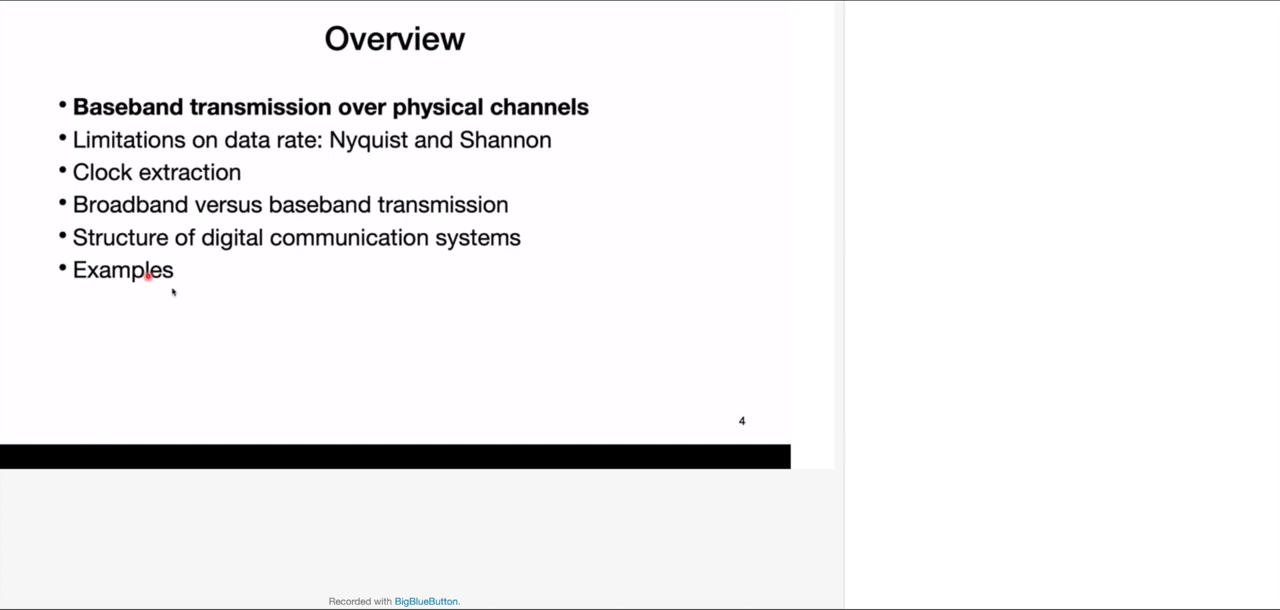 Overview
• Baseband transmission over physical channels
• Limitations on data rate: Nyquist and Shannon
• Clock extraction
• Broadband versus baseband transmission
• Structure of digital communication systems
• Examples
4
Recorded with BigBlueButton.